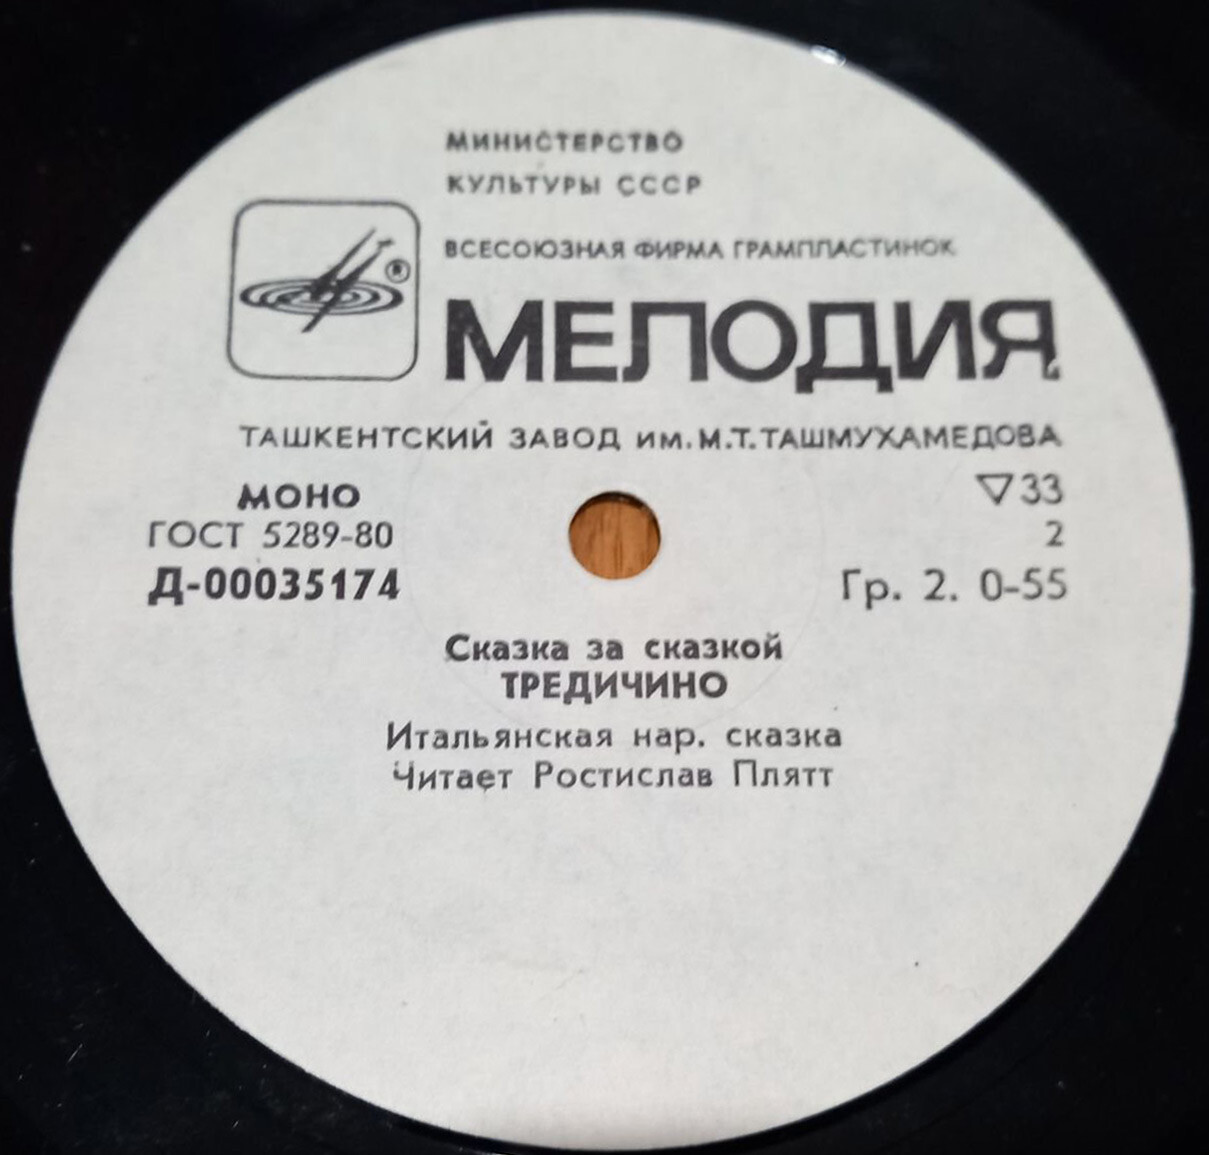 МИНИСТЕРСТВО
КУЛЬТУРЫ СССР
ВСЕСОЮЗНАЯ ФИРМА ГРАМПЛАСТИНОК
®
МЕЛОДИЯ
ТАШКЕНТСКИЙ ЗАВОД им. М.Т.ТАШМУХАМЕДОВА
МОНО ▽33
ГОСТ 5289-80 2
Д-00035174 Гр. 2. 0-55
Сказка за сказкой
ТРЕДИЧИНО
Итальянская нар. сказка
Читает Ростислав Плятт